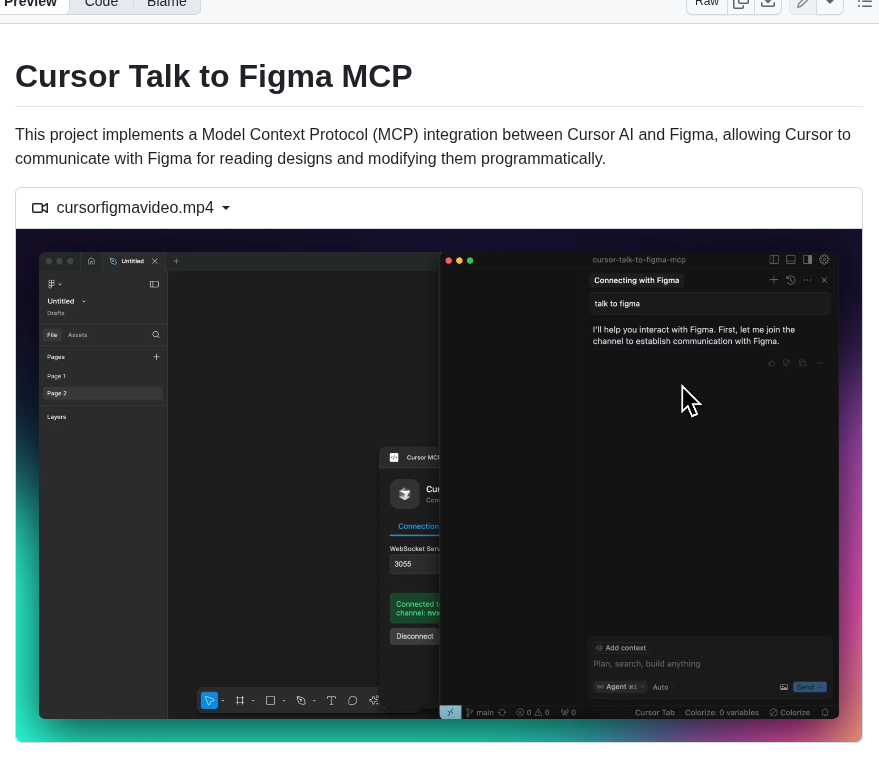 Preview
Code
Blame
Raw
Cursor Talk to Figma MCP
This project implements a Model Context Protocol (MCP) integration between Cursor AI and Figma, allowing Cursor to
communicate with Figma for reading designs and modifying them programmatically.
cursorfigmavideo.mp4
Untitled
Untitled
Drafts
File
Assets
Pages
Page 1
Page 2
Layers
Cursor MCP
Cur
Con
Connection
WebSocket Serv
3055
Connected t
channel: nvx
Disconnect
cursor-talk-to-figma-mcp
Connecting with Figma
talk to figma
I'll help you interact with Figma. First, let me join the
channel to establish communication with Figma.
@ Add context
Plan, search, build anything
∞ Agent ⌘I
Auto
Send
main
0
0
0
Cursor Tab
Colorize: 0 variables
Colorize